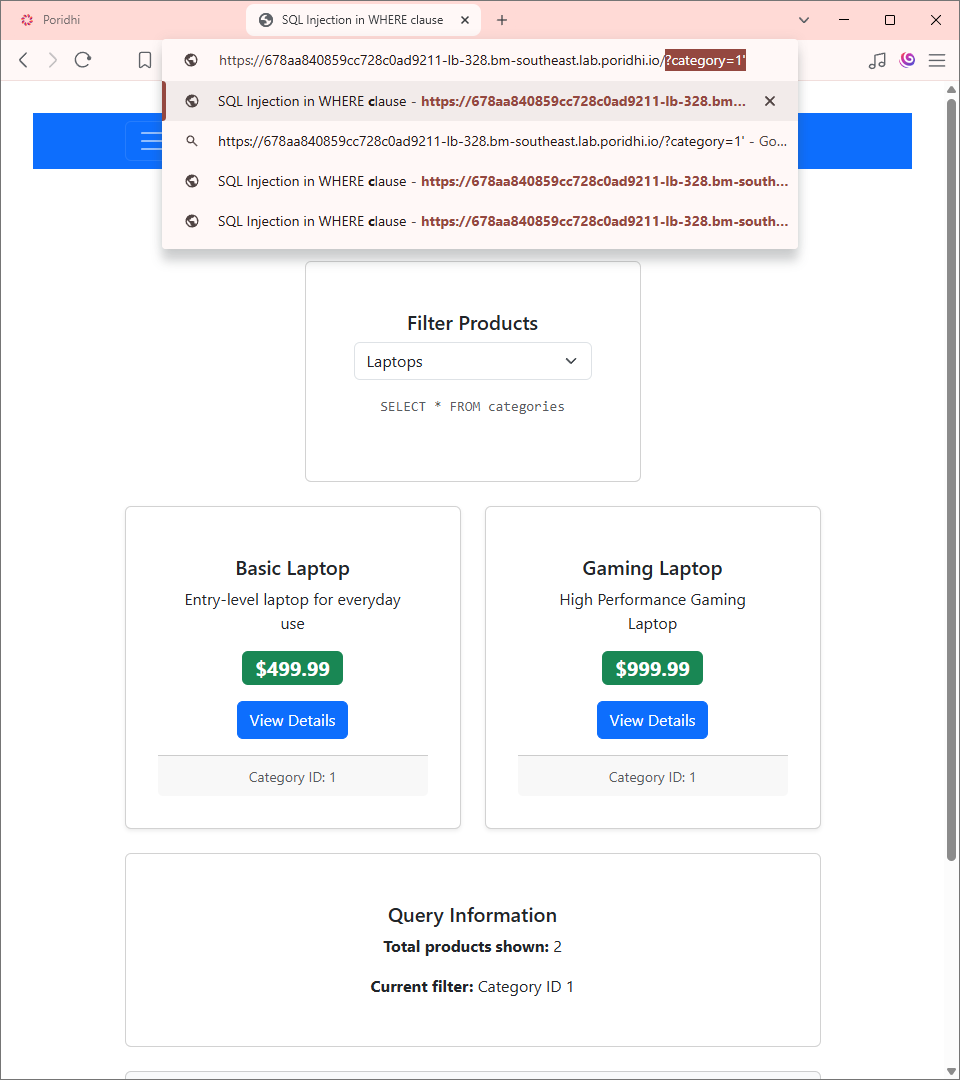 Poridhi
SQL Injection in WHERE clause
https://678aa840859cc728c0ad9211-lb-328.bm-southeast.lab.poridhi.io/?category=1'
SQL Injection in WHERE clause - https://678aa840859cc728c0ad9211-lb-328.bm...
https://678aa840859cc728c0ad9211-lb-328.bm-southeast.lab.poridhi.io/?category=1' - Go...
SQL Injection in WHERE clause - https://678aa840859cc728c0ad9211-lb-328.bm-south...
SQL Injection in WHERE clause - https://678aa840859cc728c0ad9211-lb-328.bm-south...
Filter Products
Laptops
SELECT * FROM categories
Basic Laptop
Entry-level laptop for everyday
use
$499.99
View Details
Category ID: 1
Gaming Laptop
High Performance Gaming
Laptop
$999.99
View Details
Category ID: 1
Query Information
Total products shown: 2
Current filter: Category ID 1